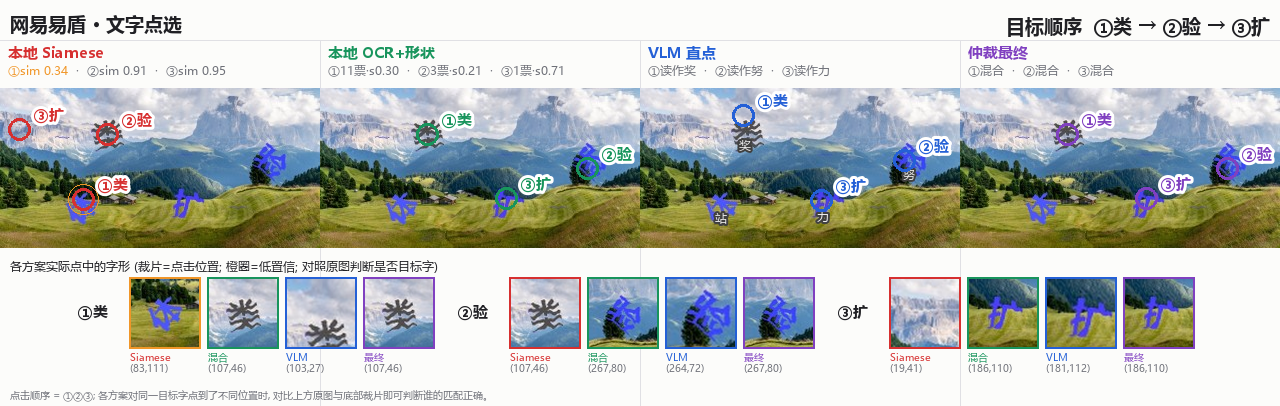 网易易盾・文字点选
目标顺序 ①类 → ②验 → ③扩
本地 Siamese
①sim 0.34 · ②sim 0.91 · ③sim 0.95
本地 OCR+形状
①11票·s0.30 · ②3票·s0.21 · ③1票·s0.71
VLM 直点
①读作奖 · ②读作努 · ③读作力
仲裁最终
①混合 · ②混合 · ③混合
③扩
②验
①类
①类
②验
③扩
类
体
验
扩
①类
奖
②验
努
③扩
站
力
①类
②验
③扩
各方案实际点中的字形 (裁片=点击位置; 橙圈=低置信; 对照原图判断是否目标字)
①类
Siamese
(83,111)
混合
(107,46)
VLM
(103,27)
最终
(107,46)
②验
Siamese
(107,46)
混合
(267,80)
VLM
(264,72)
最终
(267,80)
③扩
Siamese
(19,41)
混合
(186,110)
VLM
(181,112)
最终
(186,110)
点击顺序 = ①②③; 各方案对同一目标字点到了不同位置时, 对比上方原图与底部裁片即可判断谁的匹配正确。